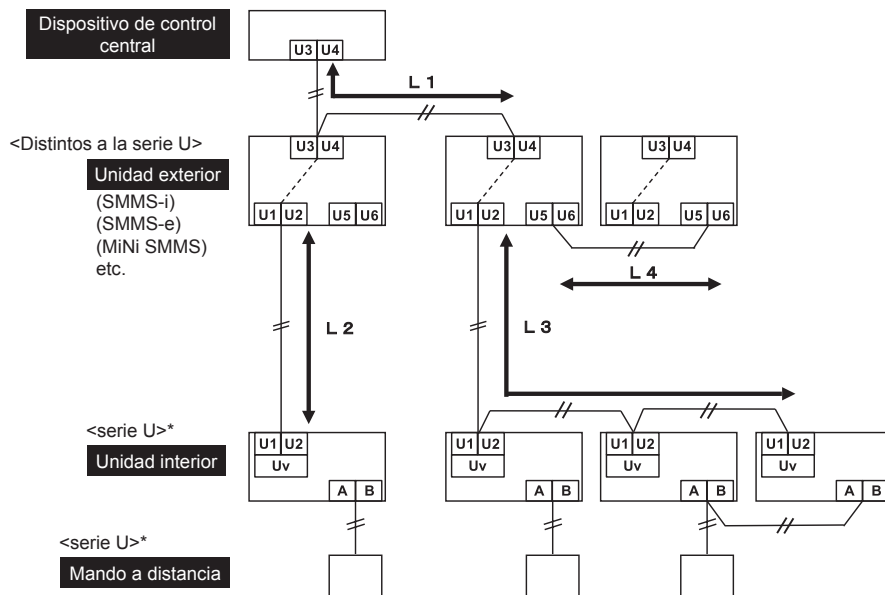 Dispositivo de control
central
U3 U4
L 1
<Distintos a la serie U>
U3 U4 U3 U4 U3 U4
Unidad exterior
(SMMS-i)
(SMMS-e)
(MiNi SMMS)
etc.
U1 U2 U5 U6 U1 U2 U5 U6 U1 U2 U5 U6
L 4
L 2 L 3
<serie U>*
Unidad interior
U1 U2 U1 U2 U1 U2 U1 U2
Uv Uv Uv Uv
A B A B A B A B
<serie U>*
Mando a distancia